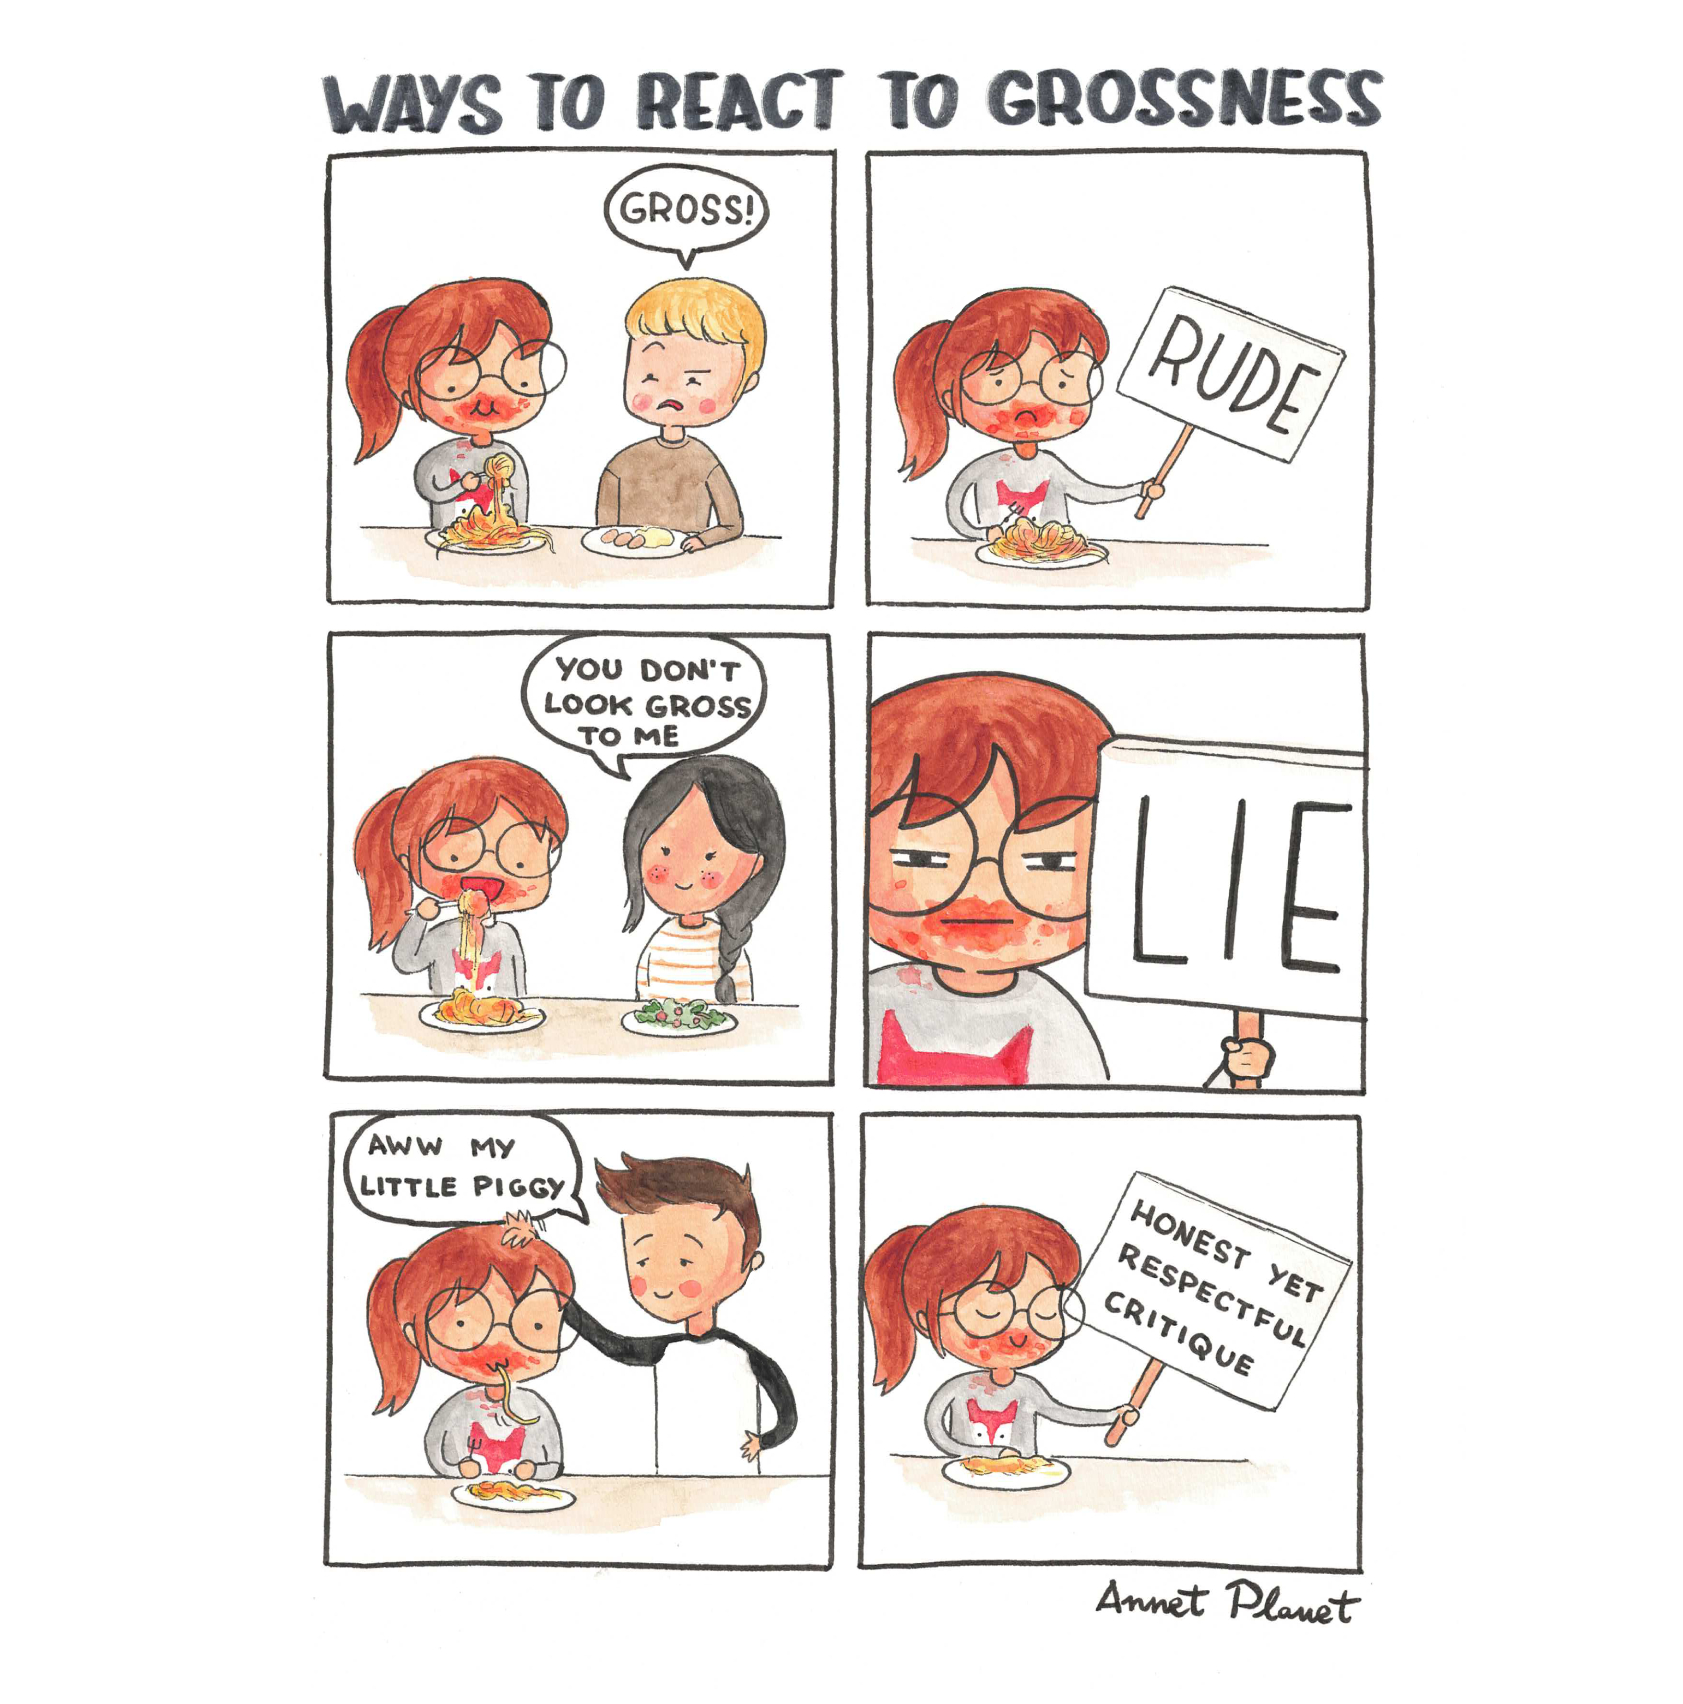 WAYS TO REACT TO GROSSNESS
GROSS!
RUDE
YOU DON'T
LOOK GROSS
TO ME
LIE
AWW MY
LITTLE PIGGY
HONEST YET
RESPECTFUL
CRITIQUE
Annet Planet